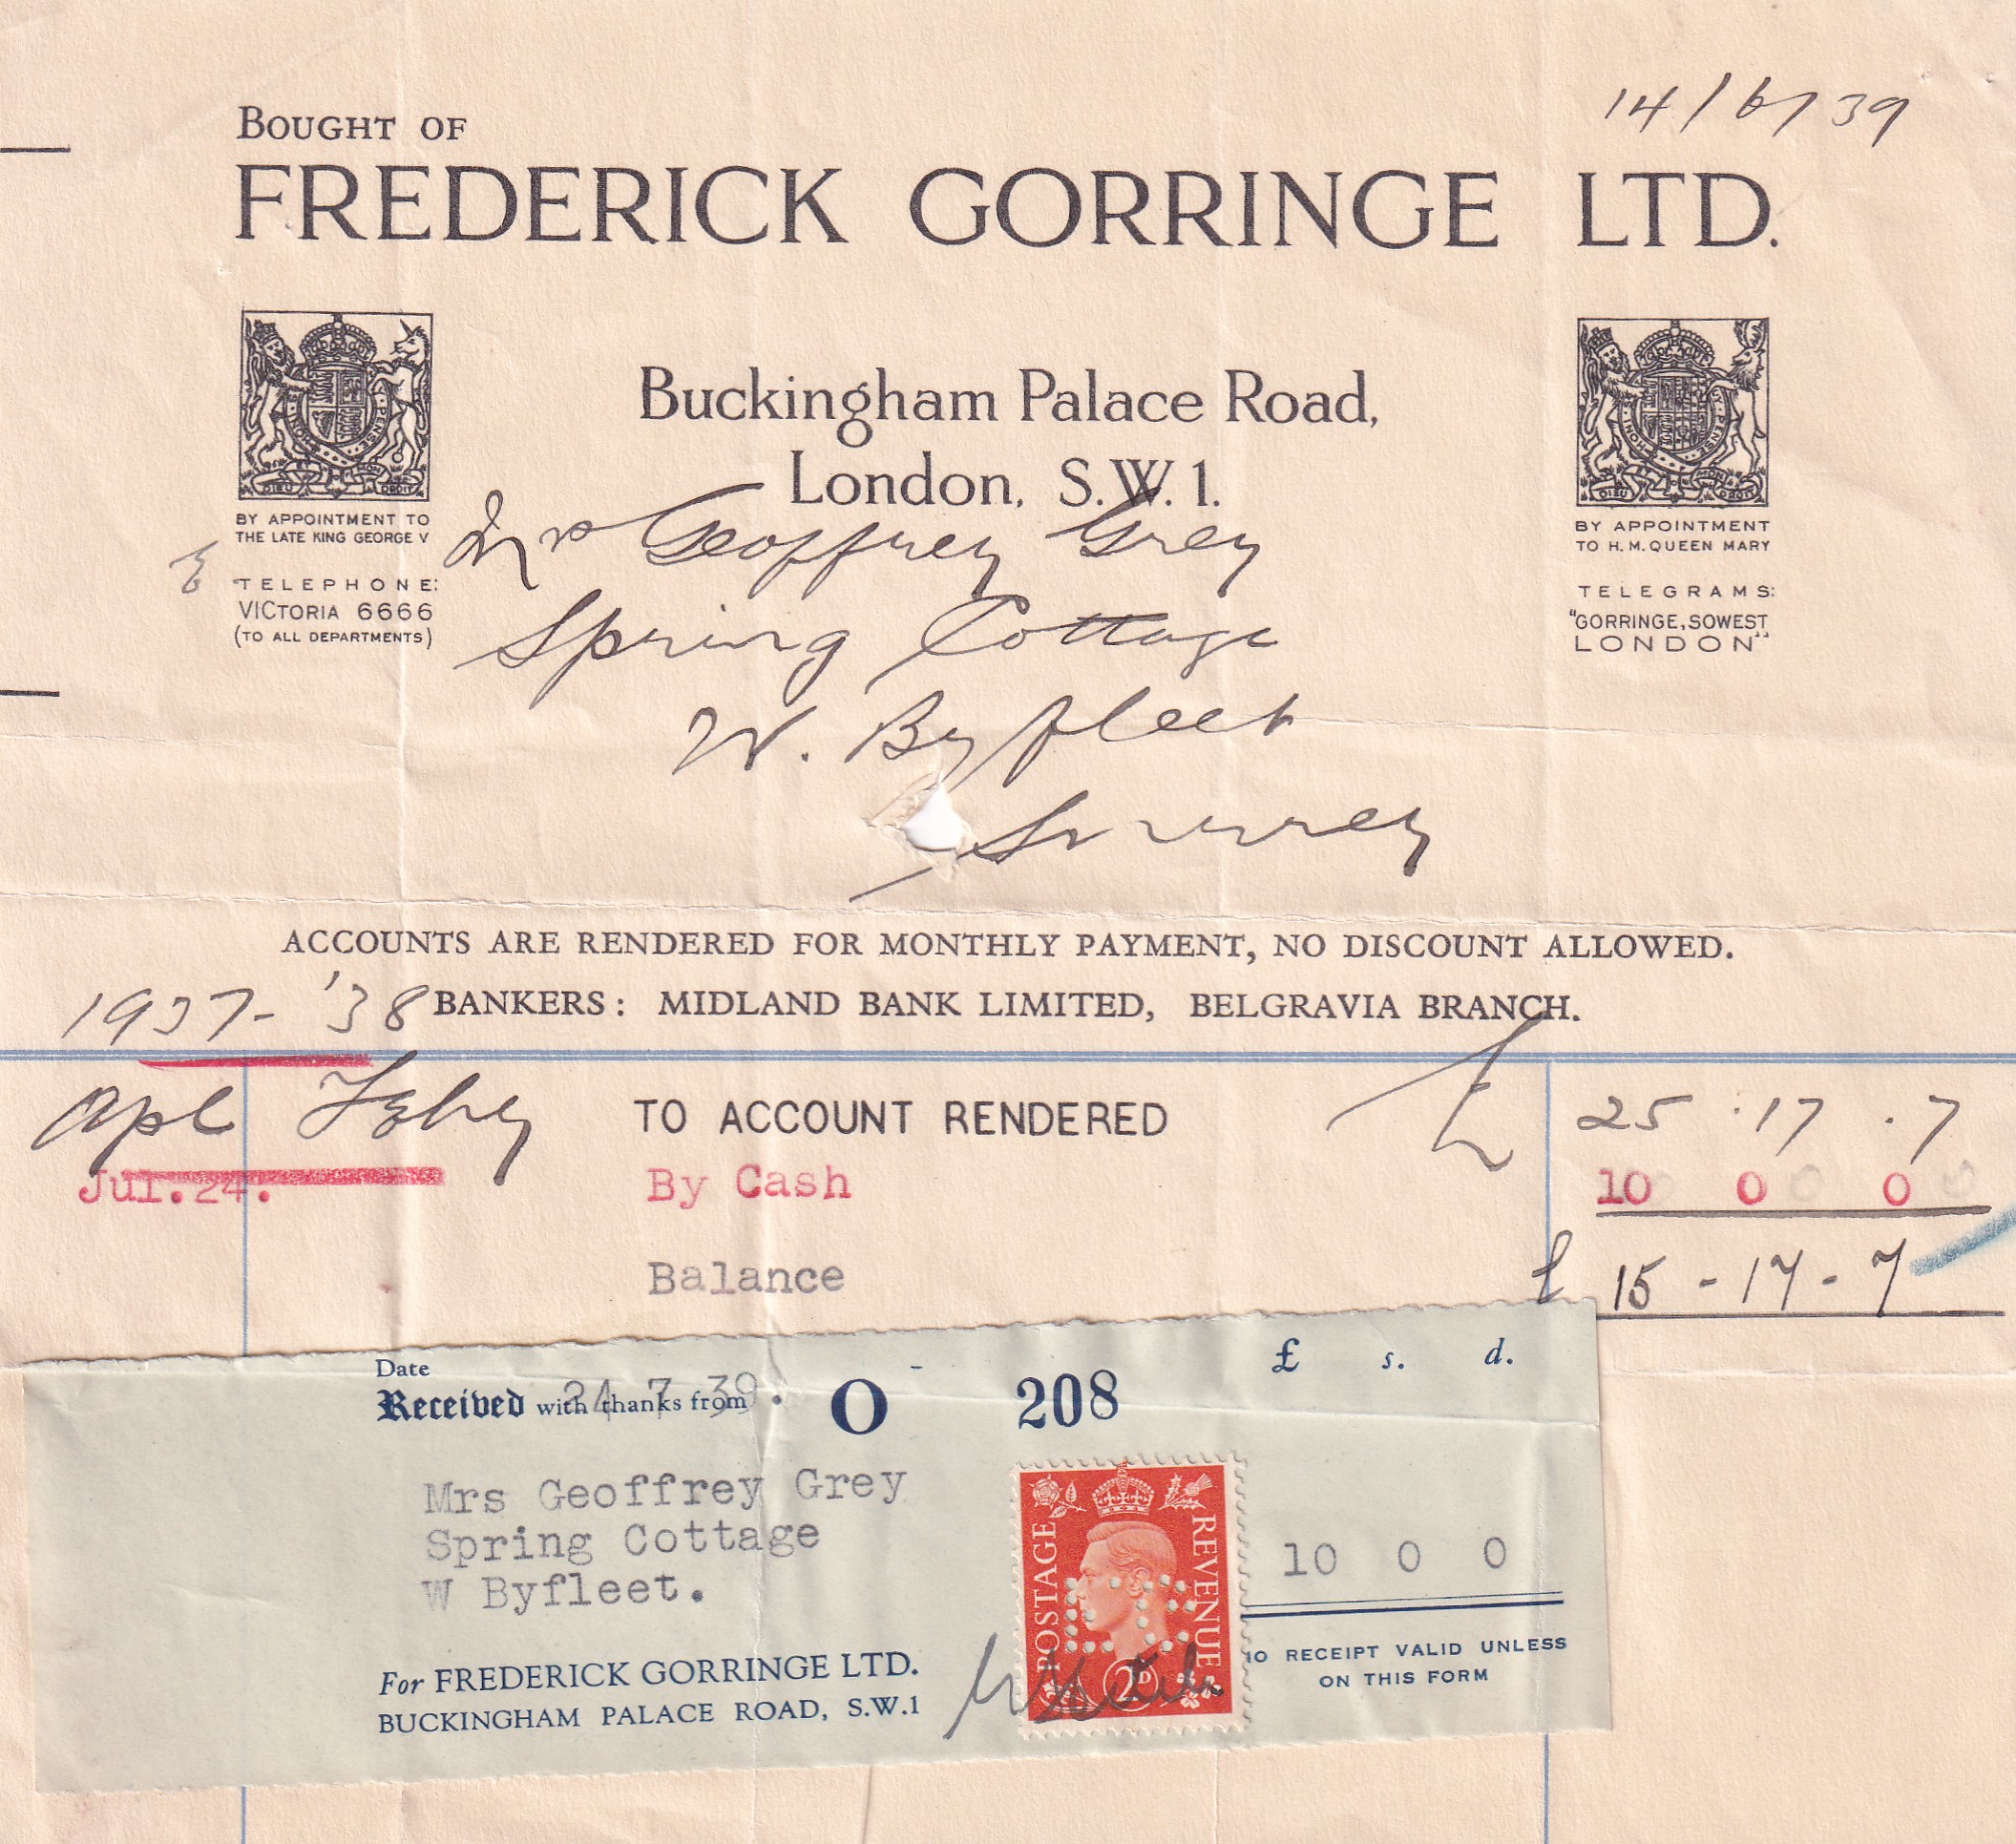 14/6/39
BOUGHT OF
FREDERICK GORRINGE LTD.
Buckingham Palace Road,
London, S.W.1.
BY APPOINTMENT TO
THE LATE KING GEORGE V
TELEPHONE:
VICTORIA 6666
(TO ALL DEPARTMENTS)
BY APPOINTMENT
TO H. M. QUEEN MARY
TELEGRAMS:
"GORRINGE, SOWEST
LONDON"
Mrs Geoffrey Grey
Spring Cottage
W. Byfleet
Surrey
ACCOUNTS ARE RENDERED FOR MONTHLY PAYMENT, NO DISCOUNT ALLOWED.
1937-'38 BANKERS: MIDLAND BANK LIMITED, BELGRAVIA BRANCH.
Apl Feby TO ACCOUNT RENDERED £ 25 . 17 . 7
Jul.24. By Cash 10 0 0
Balance £ 15 - 17 - 7
Date £ s. d.
Received with thanks from 24 7 39. O - 208
Mrs Geoffrey Grey
Spring Cottage
W Byfleet.
10 0 0
POSTAGE REVENUE
2D
For FREDERICK GORRINGE LTD.
BUCKINGHAM PALACE ROAD, S.W.1
RECEIPT VALID UNLESS
ON THIS FORM